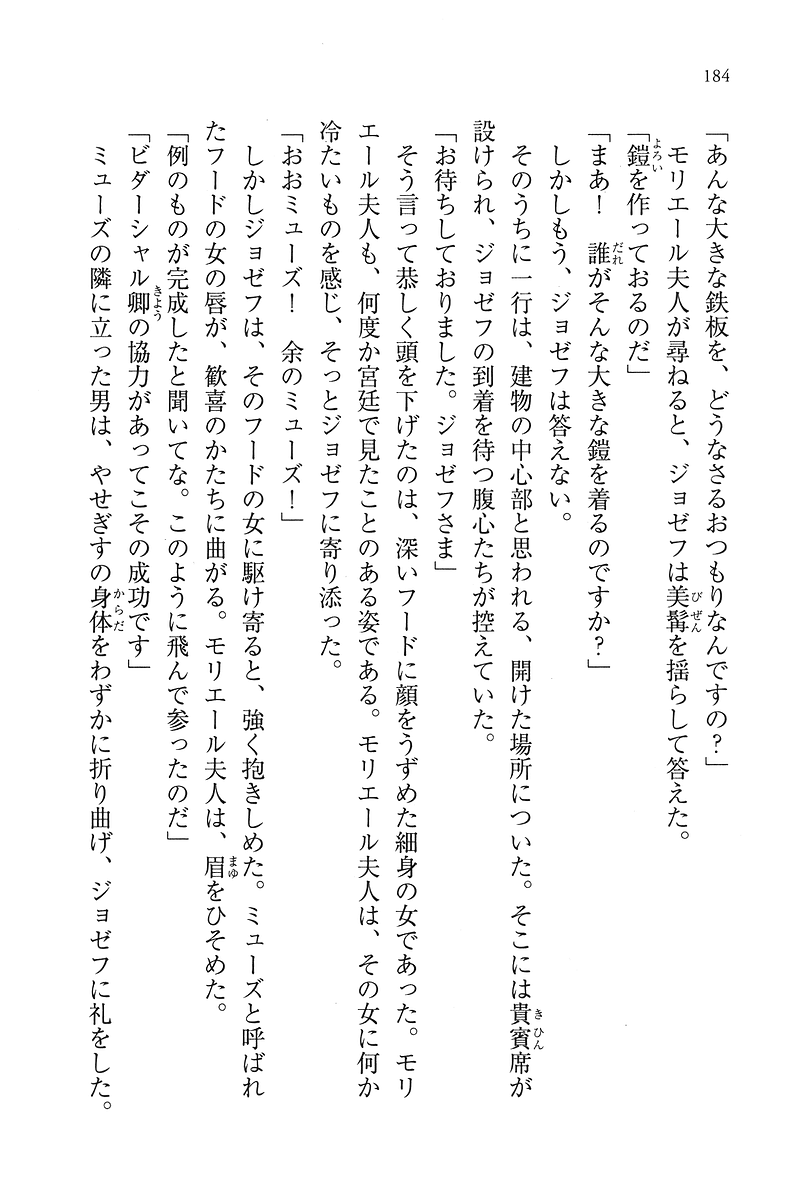 184
「あんな大きな鉄板を、どうなさるおつもりなんですの？」
モリエール夫人が尋ねると、ジョゼフは美髯を揺らして答えた。
「鎧を作っておるのだ」
「まあ！　誰がそんな大きな鎧を着るのですか？」
しかしもう、ジョゼフは答えない。
そのうちに一行は、建物の中心部と思われる、開けた場所についた。そこには貴賓席が
設けられ、ジョゼフの到着を待つ腹心たちが控えていた。
「お待ちしておりました。ジョゼフさま」
そう言って恭しく頭を下げたのは、深いフードに顔をうずめた細身の女であった。モリ
エール夫人も、何度か宮廷で見たことのある姿である。モリエール夫人は、その女に何か
冷たいものを感じ、そっとジョゼフに寄り添った。
「おおミューズ！　余のミューズ！」
しかしジョゼフは、そのフードの女に駆け寄ると、強く抱きしめた。ミューズと呼ばれ
たフードの女の唇が、歓喜のかたちに曲がる。モリエール夫人は、眉をひそめた。
「例のものが完成したと聞いてな。このように飛んで参ったのだ」
「ビダーシャル卿の協力があってこその成功です」
ミューズの隣に立った男は、やせぎすの身体をわずかに折り曲げ、ジョゼフに礼をした。